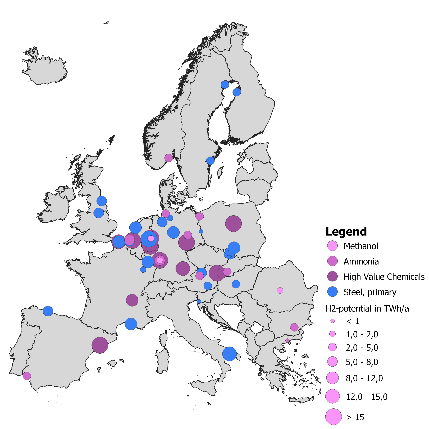 Legend
Methanol
Ammonia
High Value Chemicals
Steel, primary
H2-potential in TWh/a
< 1
1,0 - 2,0
2,0 - 5,0
5,0 - 8,0
8,0 - 12,0
12,0 - 15,0
> 15